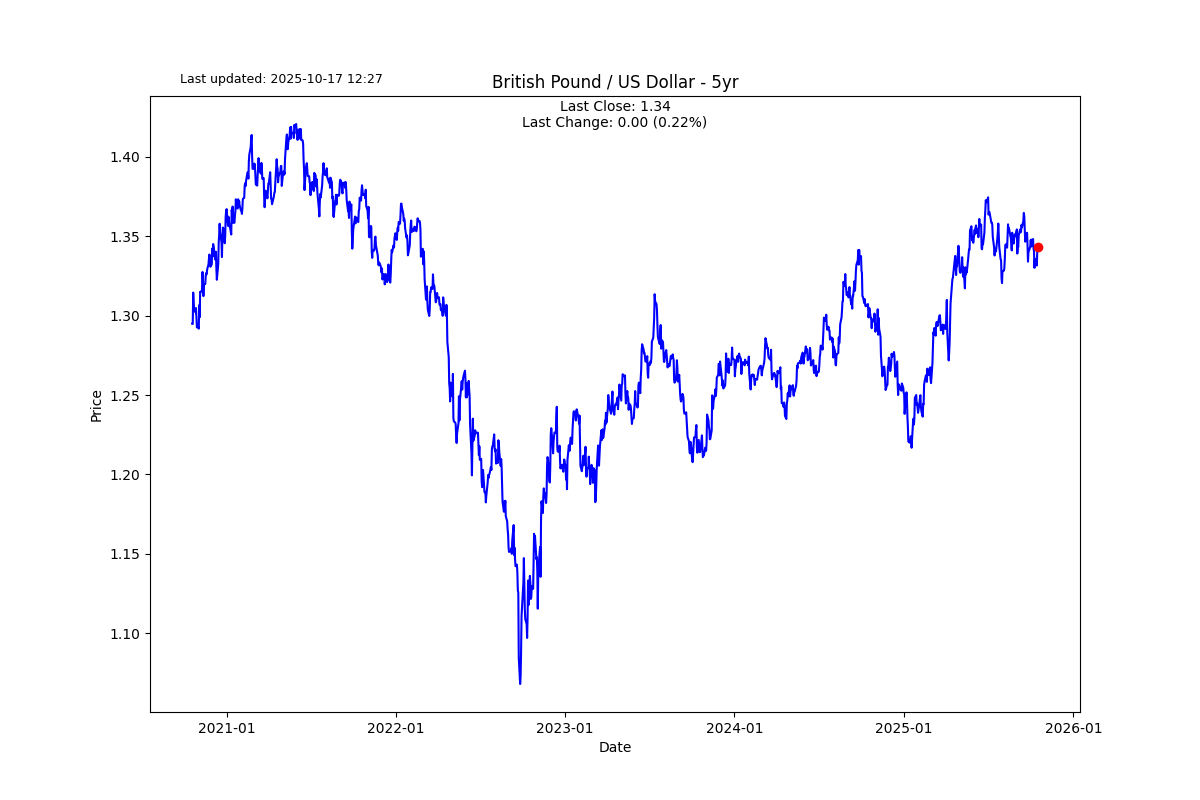 Last updated: 2025-10-17 12:27
British Pound / US Dollar - 5yr
Last Close: 1.34
Last Change: 0.00 (0.22%)
1.40
1.35
1.30
1.25
1.20
1.15
1.10
Price
2021-01 2022-01 2023-01 2024-01 2025-01 2026-01
Date